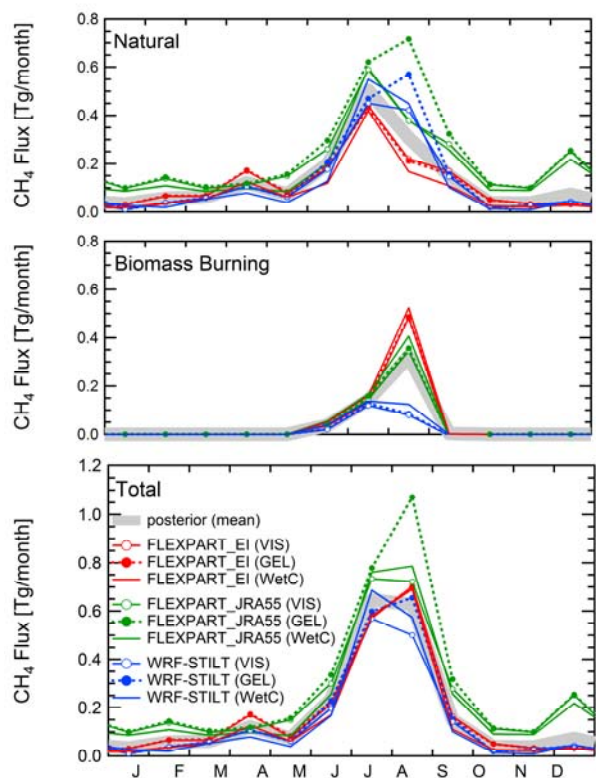 Natural
CH₄ Flux [Tg/month]
0.8
0.6
0.4
0.2
0.0
Biomass Burning
CH₄ Flux [Tg/month]
0.8
0.6
0.4
0.2
0.0
Total
CH₄ Flux [Tg/month]
1.2
1.0
0.8
0.6
0.4
0.2
0.0
posterior (mean)
FLEXPART_EI (VIS)
FLEXPART_EI (GEL)
FLEXPART_EI (WetC)
FLEXPART_JRA55 (VIS)
FLEXPART_JRA55 (GEL)
FLEXPART_JRA55 (WetC)
WRF-STILT (VIS)
WRF-STILT (GEL)
WRF-STILT (WetC)
J F M A M J J A S O N D